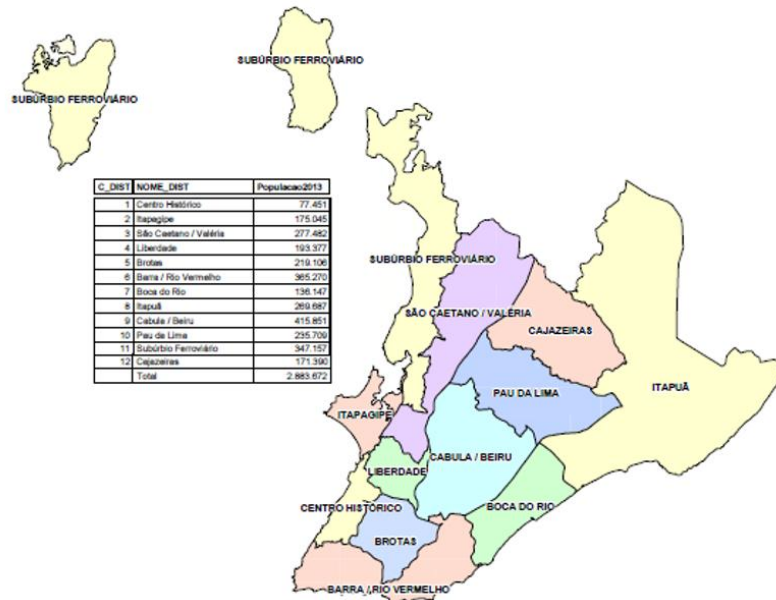 SUBÚRBIO FERROVIÁRIO
SUBÚRBIO FERROVIÁRIO
C_DIST NOME_DIST Populacao2013
1 Centro Histórico 77.451
2 Itapagipe 175.045
3 São Caetano / Valéria 277.482
4 Liberdade 193.377
5 Brotas 219.106
6 Barra / Rio Vermelho 365.270
7 Boca do Rio 136.147
8 Itapuã 269.687
9 Cabula / Beiru 415.851
10 Pau da Lima 235.709
11 Subúrbio Ferroviário 347.157
12 Cajazeiras 171.390
Total 2.883.672
SUBÚRBIO FERROVIÁRIO
SÃO CAETANO / VALÉRIA
CAJAZEIRAS
ITAPUÃ
PAU DA LIMA
ITAPAGIPE
CABULA / BEIRU
LIBERDADE
CENTRO HISTÓRICO
BOCA DO RIO
BROTAS
BARRA / RIO VERMELHO